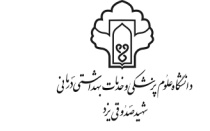 دانشگاه علوم پزشکی و خدمات بهداشتی درمانی
شهید صدوقی یزد